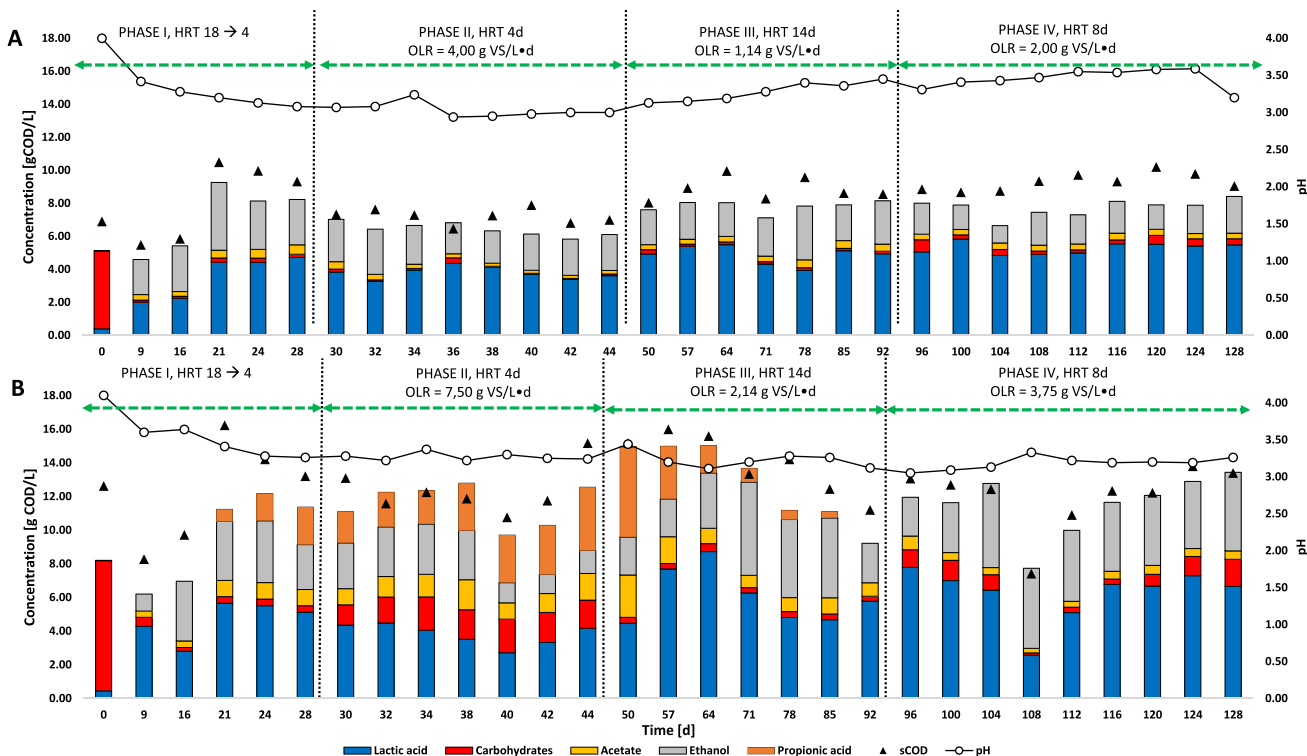 A
PHASE I, HRT 18 → 4
PHASE II, HRT 4d
OLR = 4,00 g VS/L•d
PHASE III, HRT 14d
OLR = 1,14 g VS/L•d
PHASE IV, HRT 8d
OLR = 2,00 g VS/L•d
Concentration [gCOD/L]
18.00
16.00
14.00
12.00
10.00
8.00
6.00
4.00
2.00
0.00
4.00
3.50
3.00
2.50
2.00
1.50
1.00
0.50
0.00
pH
0 9 16 21 24 28 30 32 34 36 38 40 42 44 50 57 64 71 78 85 92 96 100 104 108 112 116 120 124 128
B
PHASE I, HRT 18 → 4
PHASE II, HRT 4d
OLR = 7,50 g VS/L•d
PHASE III, HRT 14d
OLR = 2,14 g VS/L•d
PHASE IV, HRT 8d
OLR = 3,75 g VS/L•d
Concentration [g COD/L]
18.00
16.00
14.00
12.00
10.00
8.00
6.00
4.00
2.00
0.00
4.00
3.50
3.00
2.50
2.00
1.50
1.00
0.50
0.00
pH
0 9 16 21 24 28 30 32 34 38 40 42 44 50 57 64 71 78 85 92 96 100 104 108 112 116 120 124 128
Time [d]
Lactic acid Carbohydrates Acetate Ethanol Propionic acid sCOD pH